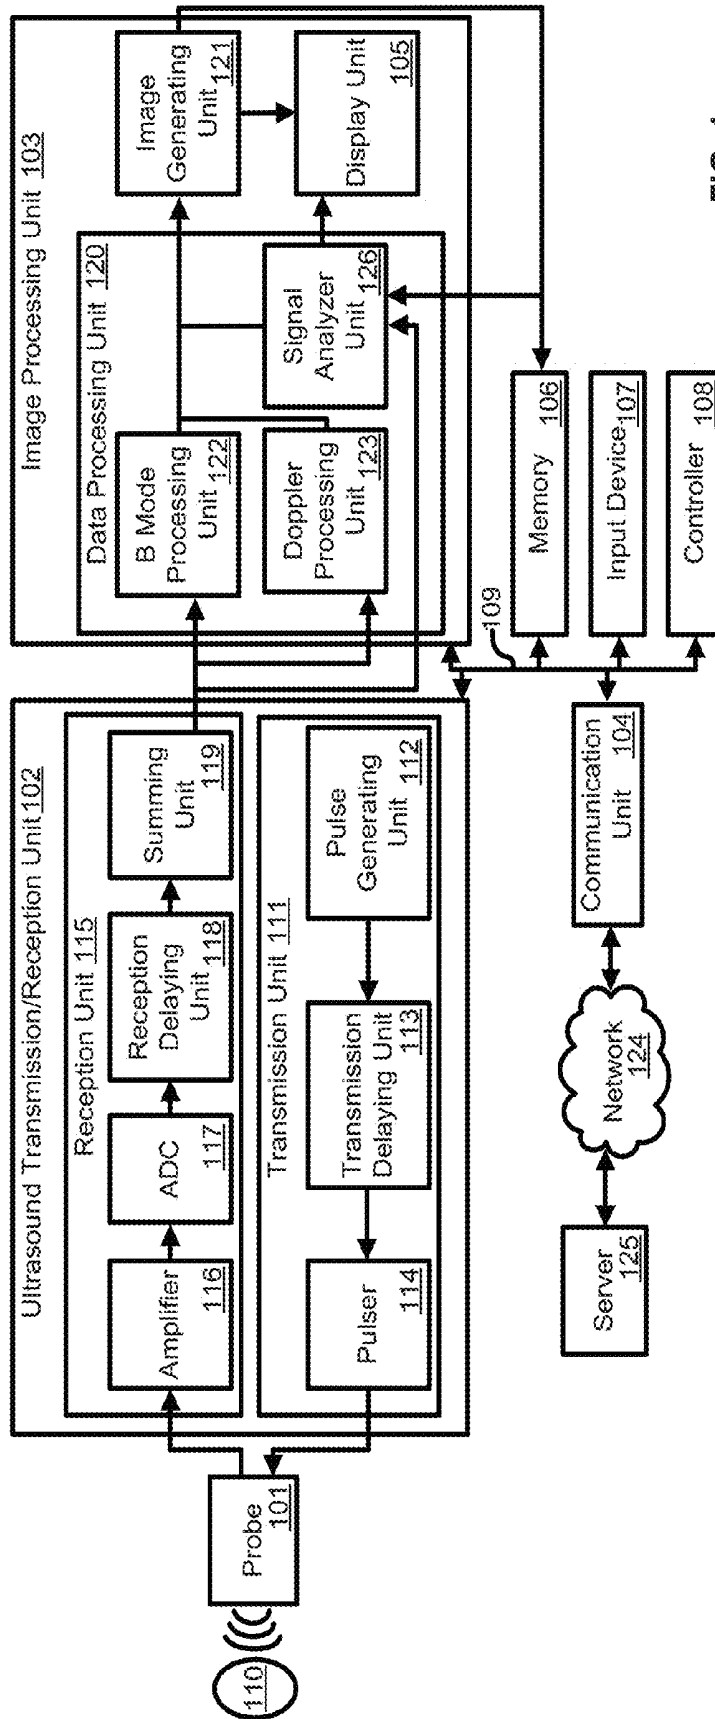 Ultrasound Transmission/Reception Unit 102
Reception Unit 115
Amplifier
116
ADC
117
Reception
Delaying
Unit
118
Summing
Unit
119
Transmission Unit 111
Pulser
114
Transmission
Delaying Unit
113
Pulse
Generating
Unit
112
Probe
101
110
Image Processing Unit 103
Data Processing Unit 120
B Mode
Processing
Unit
122
Doppler
Processing
Unit
123
Signal
Analyzer
Unit
126
Image
Generating
Unit
121
Display Unit
105
109
Memory
106
Input Device
107
Controller
108
Server
125
Network
124
Communication
Unit
104